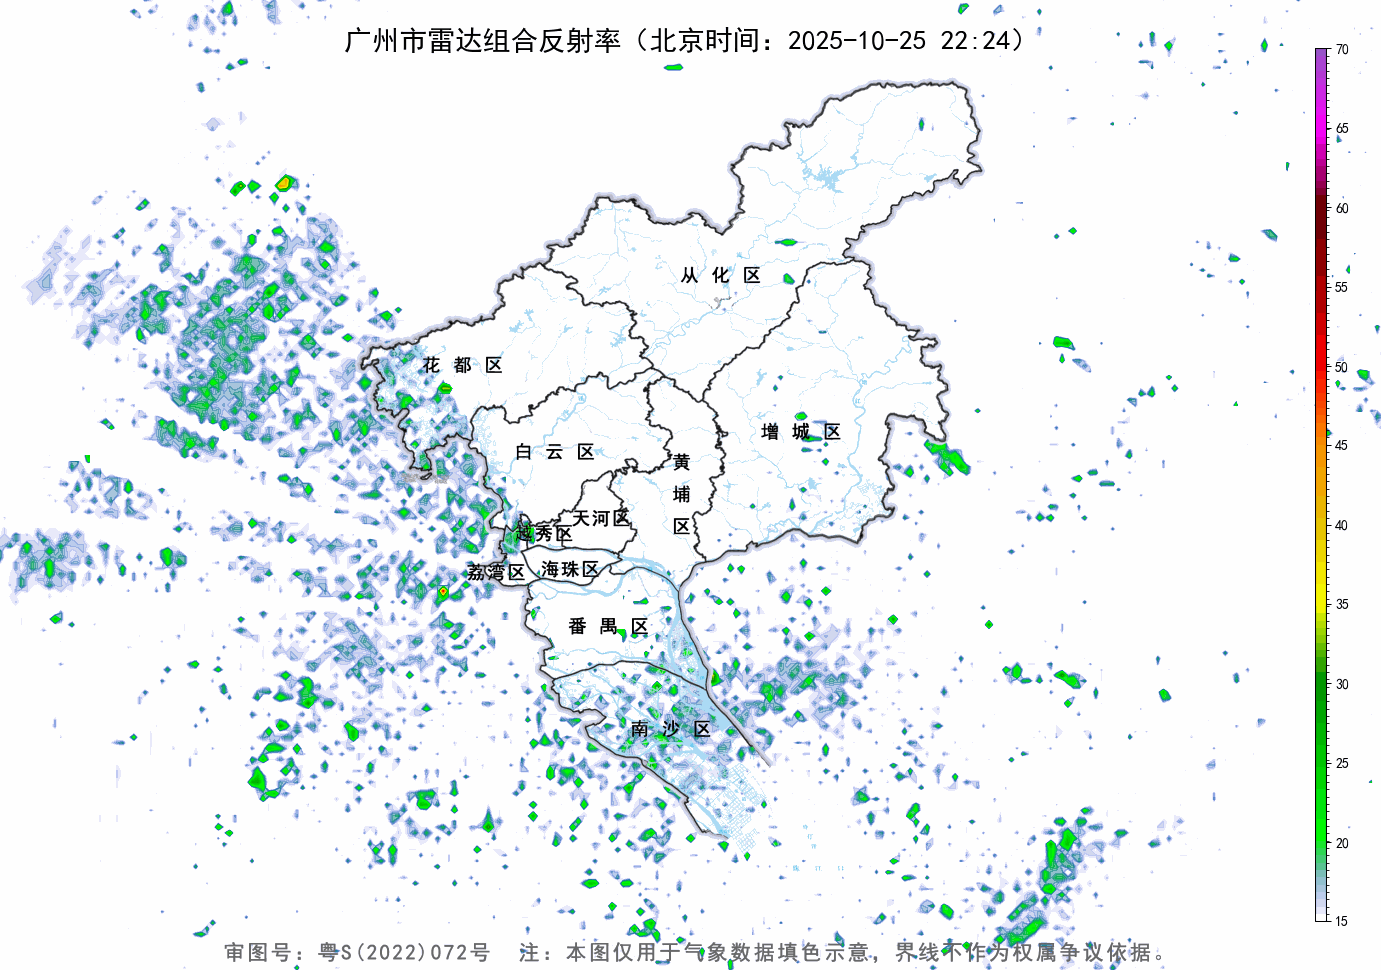 广州市雷达组合反射率（北京时间：2025-10-25 22:24）
70
65
60
55
50
45
40
35
30
25
20
15
从化区
花都区
增城区
白云区
黄埔区
天河区
越秀区
荔湾区
海珠区
番禺区
南沙区
审图号：粤S(2022)072号 注：本图仅用于气象数据填色示意，界线不作为权属争议依据。